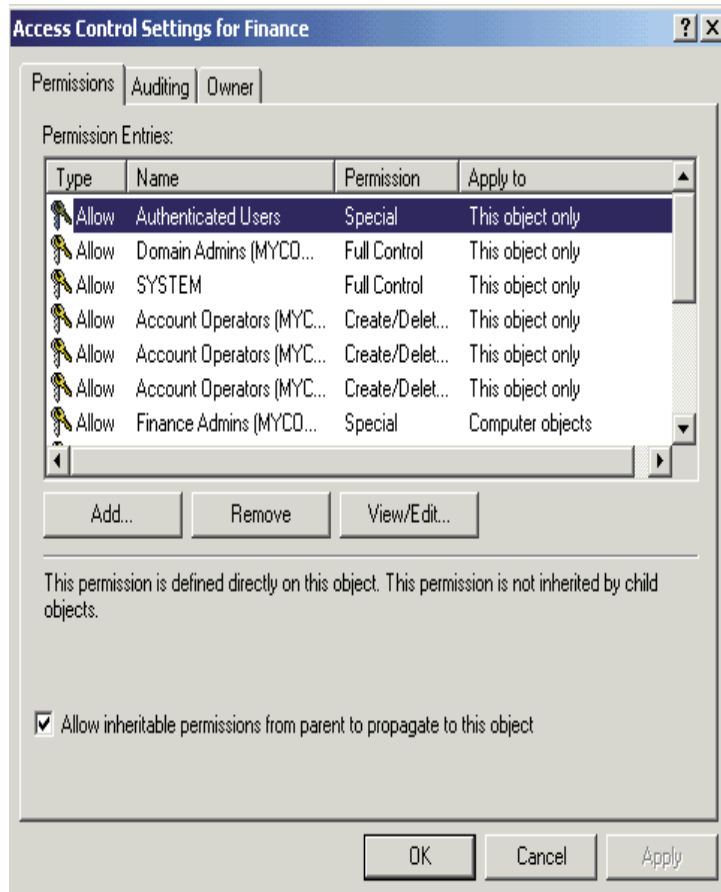 Access Control Settings for Finance
Permissions Auditing Owner
Permission Entries:
Type Name Permission Apply to
Allow Authenticated Users Special This object only
Allow Domain Admins (MYCO... Full Control This object only
Allow SYSTEM Full Control This object only
Allow Account Operators (MYC... Create/Delet... This object only
Allow Account Operators (MYC... Create/Delet... This object only
Allow Account Operators (MYC... Create/Delet... This object only
Allow Finance Admins (MYCO... Special Computer objects
Add... Remove View/Edit...
This permission is defined directly on this object. This permission is not inherited by child
objects.
Allow inheritable permissions from parent to propagate to this object
OK Cancel Apply